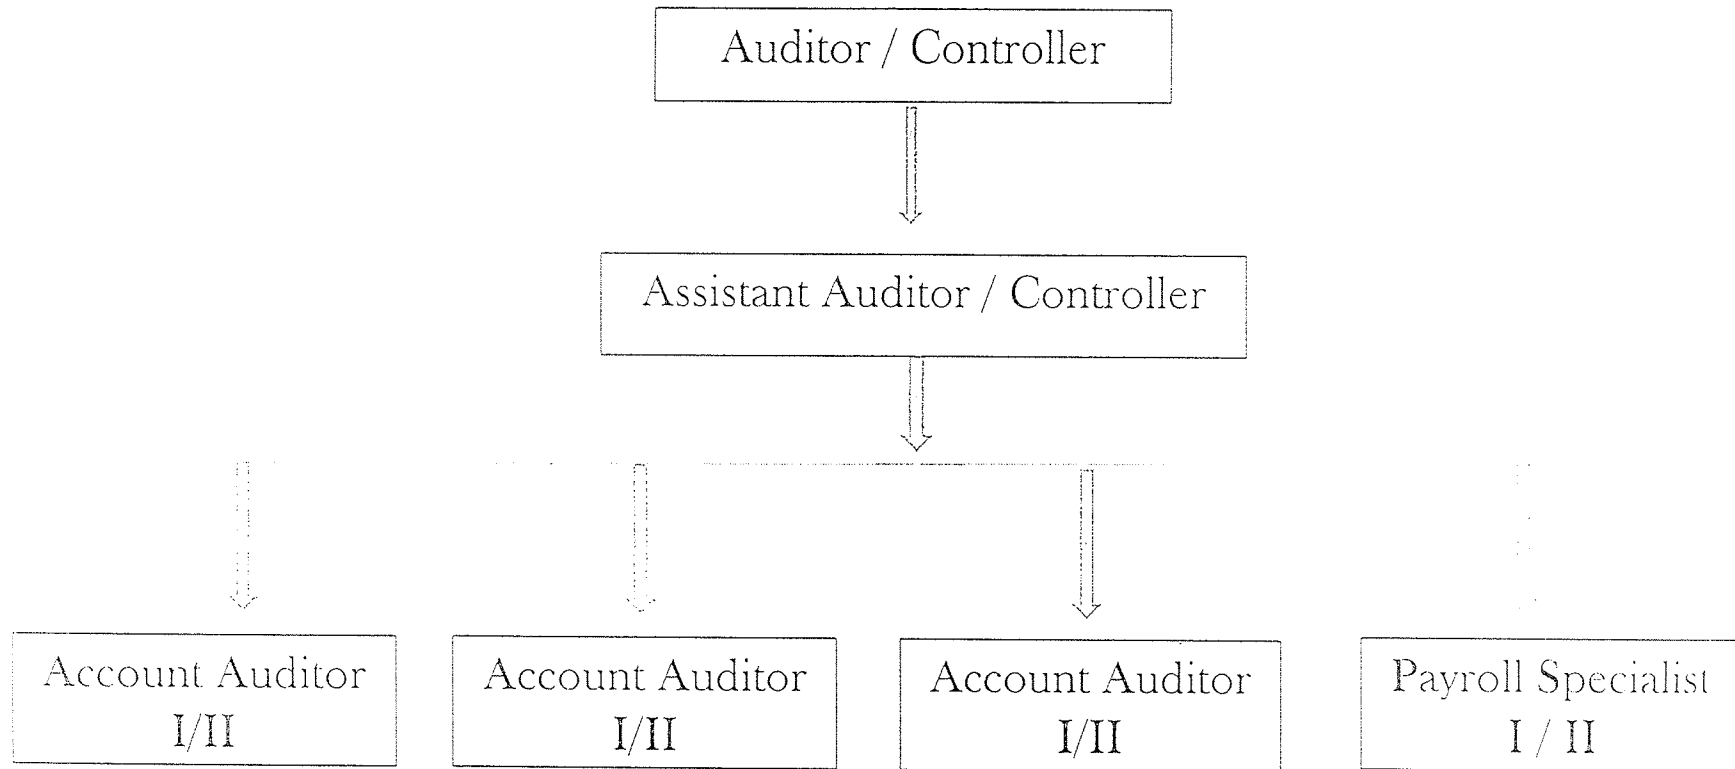 Auditor / Controller
Assistant Auditor / Controller
Account Auditor
I/II
Account Auditor
I/II
Account Auditor
I/II
Payroll Specialist
I / II